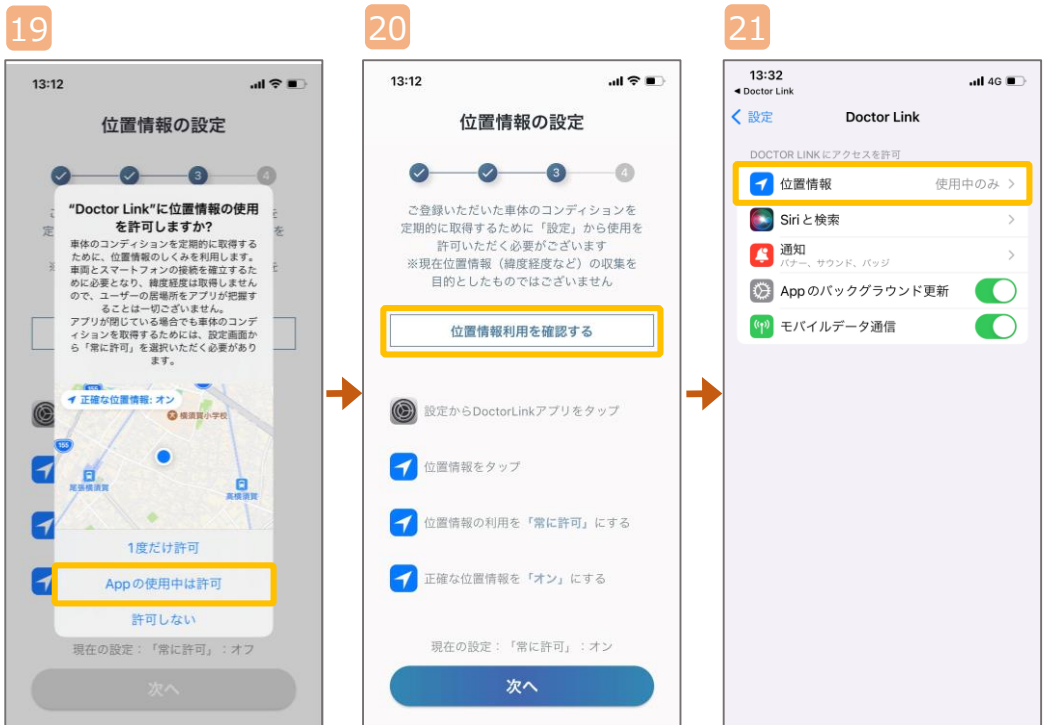 19
13:12
位置情報の設定
3
4
"Doctor Link"に位置情報の使用
を許可しますか?
車体のコンディションを定期的に取得する
ために、位置情報のしくみを利用します。
車両とスマートフォンの接続を確立するた
めに必要となり、緯度経度は取得しません
ので、ユーザーの居場所をアプリが把握す
ることは一切ございません。
アプリが閉じている場合でも車体のコンデ
ィションを取得するためには、設定画面か
ら「常に許可」を選択いただく必要があり
ます。
155
正確な位置情報: オン
横須賀小学校
155
尾張横須賀
高横須賀
1度だけ許可
Appの使用中は許可
許可しない
現在の設定：「常に許可」：オフ
次へ
20
13:12
位置情報の設定
3
4
ご登録いただいた車体のコンディションを
定期的に取得するために「設定」から使用を
許可いただく必要がございます
※現在位置情報（緯度経度など）の収集を
目的としたものではございません
位置情報利用を確認する
設定からDoctorLinkアプリをタップ
位置情報をタップ
位置情報の利用を「常に許可」にする
正確な位置情報を「オン」にする
現在の設定：「常に許可」：オン
次へ
21
13:32
4G
◀ Doctor Link
設定
Doctor Link
DOCTOR LINKにアクセスを許可
位置情報
使用中のみ
Siriと検索
通知
バナー、サウンド、バッジ
Appのバックグラウンド更新
モバイルデータ通信